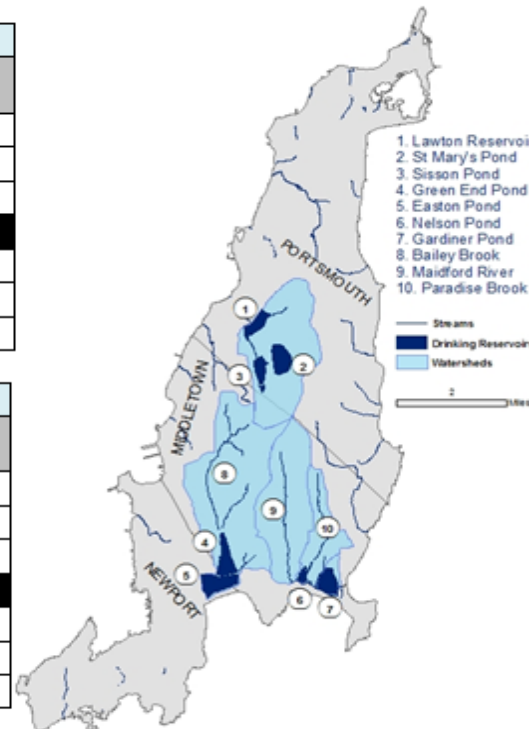 1. Lawton Reservoi
2. St Mary's Pond
3. Sisson Pond
4. Green End Pond
5. Easton Pond
6. Nelson Pond
7. Gardiner Pond
8. Bailey Brook
9. Maidford River
10. Paradise Brook
PORTSMOUTH
1
Streams
Drinking Reservoir
2
3
Watersheds
MIDDLETOWN
2
Miles
8
9
10
4
5
NEWPORT
6
7